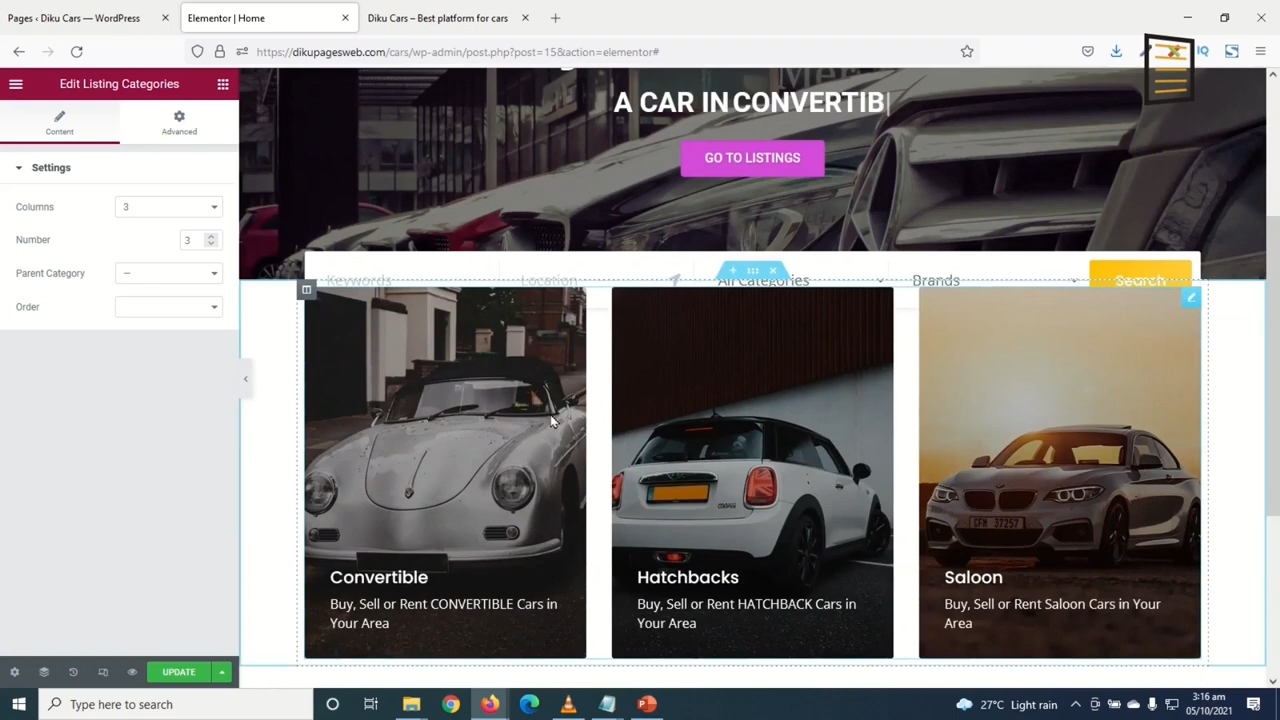 Pages ‹ Diku Cars — WordPress
Elementor | Home
Diku Cars – Best platform for cars
https://dikupagesweb.com/cars/wp-admin/post.php?post=15&action=elementor#
IQ
Edit Listing Categories
Content
Advanced
Settings
Columns
3
Number
3
Parent Category
—
Order
UPDATE
A CAR IN CONVERTIB|
GO TO LISTINGS
Keywords
Location
All Categories
Brands
Search
Convertible
Buy, Sell or Rent CONVERTIBLE Cars in
Your Area
Hatchbacks
Buy, Sell or Rent HATCHBACK Cars in
Your Area
Saloon
Buy, Sell or Rent Saloon Cars in Your
Area
Type here to search
27°C Light rain
3:16 am
05/10/2021